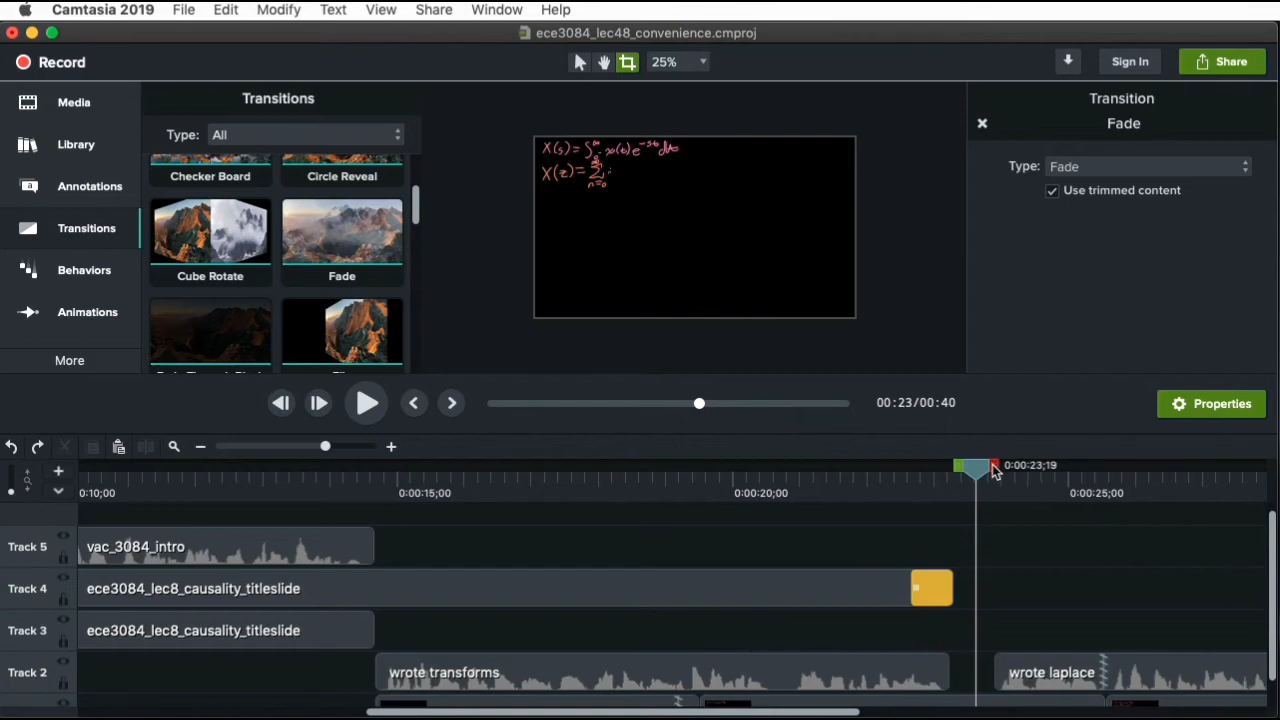 Camtasia 2019 File Edit Modify Text View Share Window Help
ece3084_lec48_convenience.cmproj
Record 25% Sign In Share
Media
Library
Annotations
Transitions
Behaviors
Animations
More
Transitions
Type: All
Checker Board Circle Reveal
Cube Rotate Fade
X(s) = ∫ x(t) e^{-st} dt
X(z) = ∑ n=0
Transition
Fade
Type: Fade
Use trimmed content
00:23/00:40
Properties
0:00:23;19
0:10;00 0:00:15;00 0:00:20;00 0:00:25;00
Track 5 vac_3084_intro
Track 4 ece3084_lec8_causality_titleslide
Track 3 ece3084_lec8_causality_titleslide
Track 2 wrote transforms wrote laplace